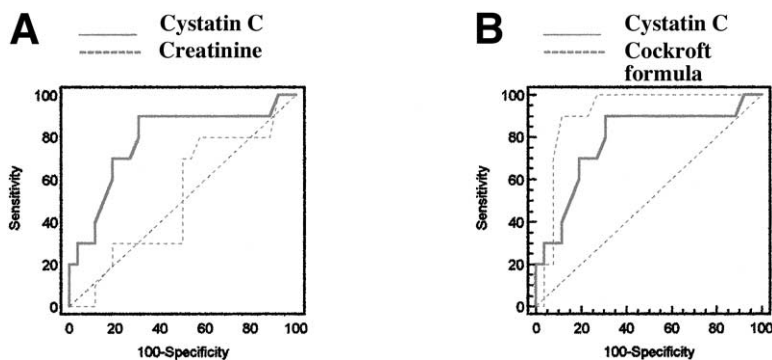 A
Cystatin C
Creatinine
100
80
60
40
20
0
Sensitivity
0 20 40 60 80 100
100-Specificity
B
Cystatin C
Cockroft
formula
100
80
60
40
20
0
Sensitivity
0 20 40 60 80 100
100-Specificity